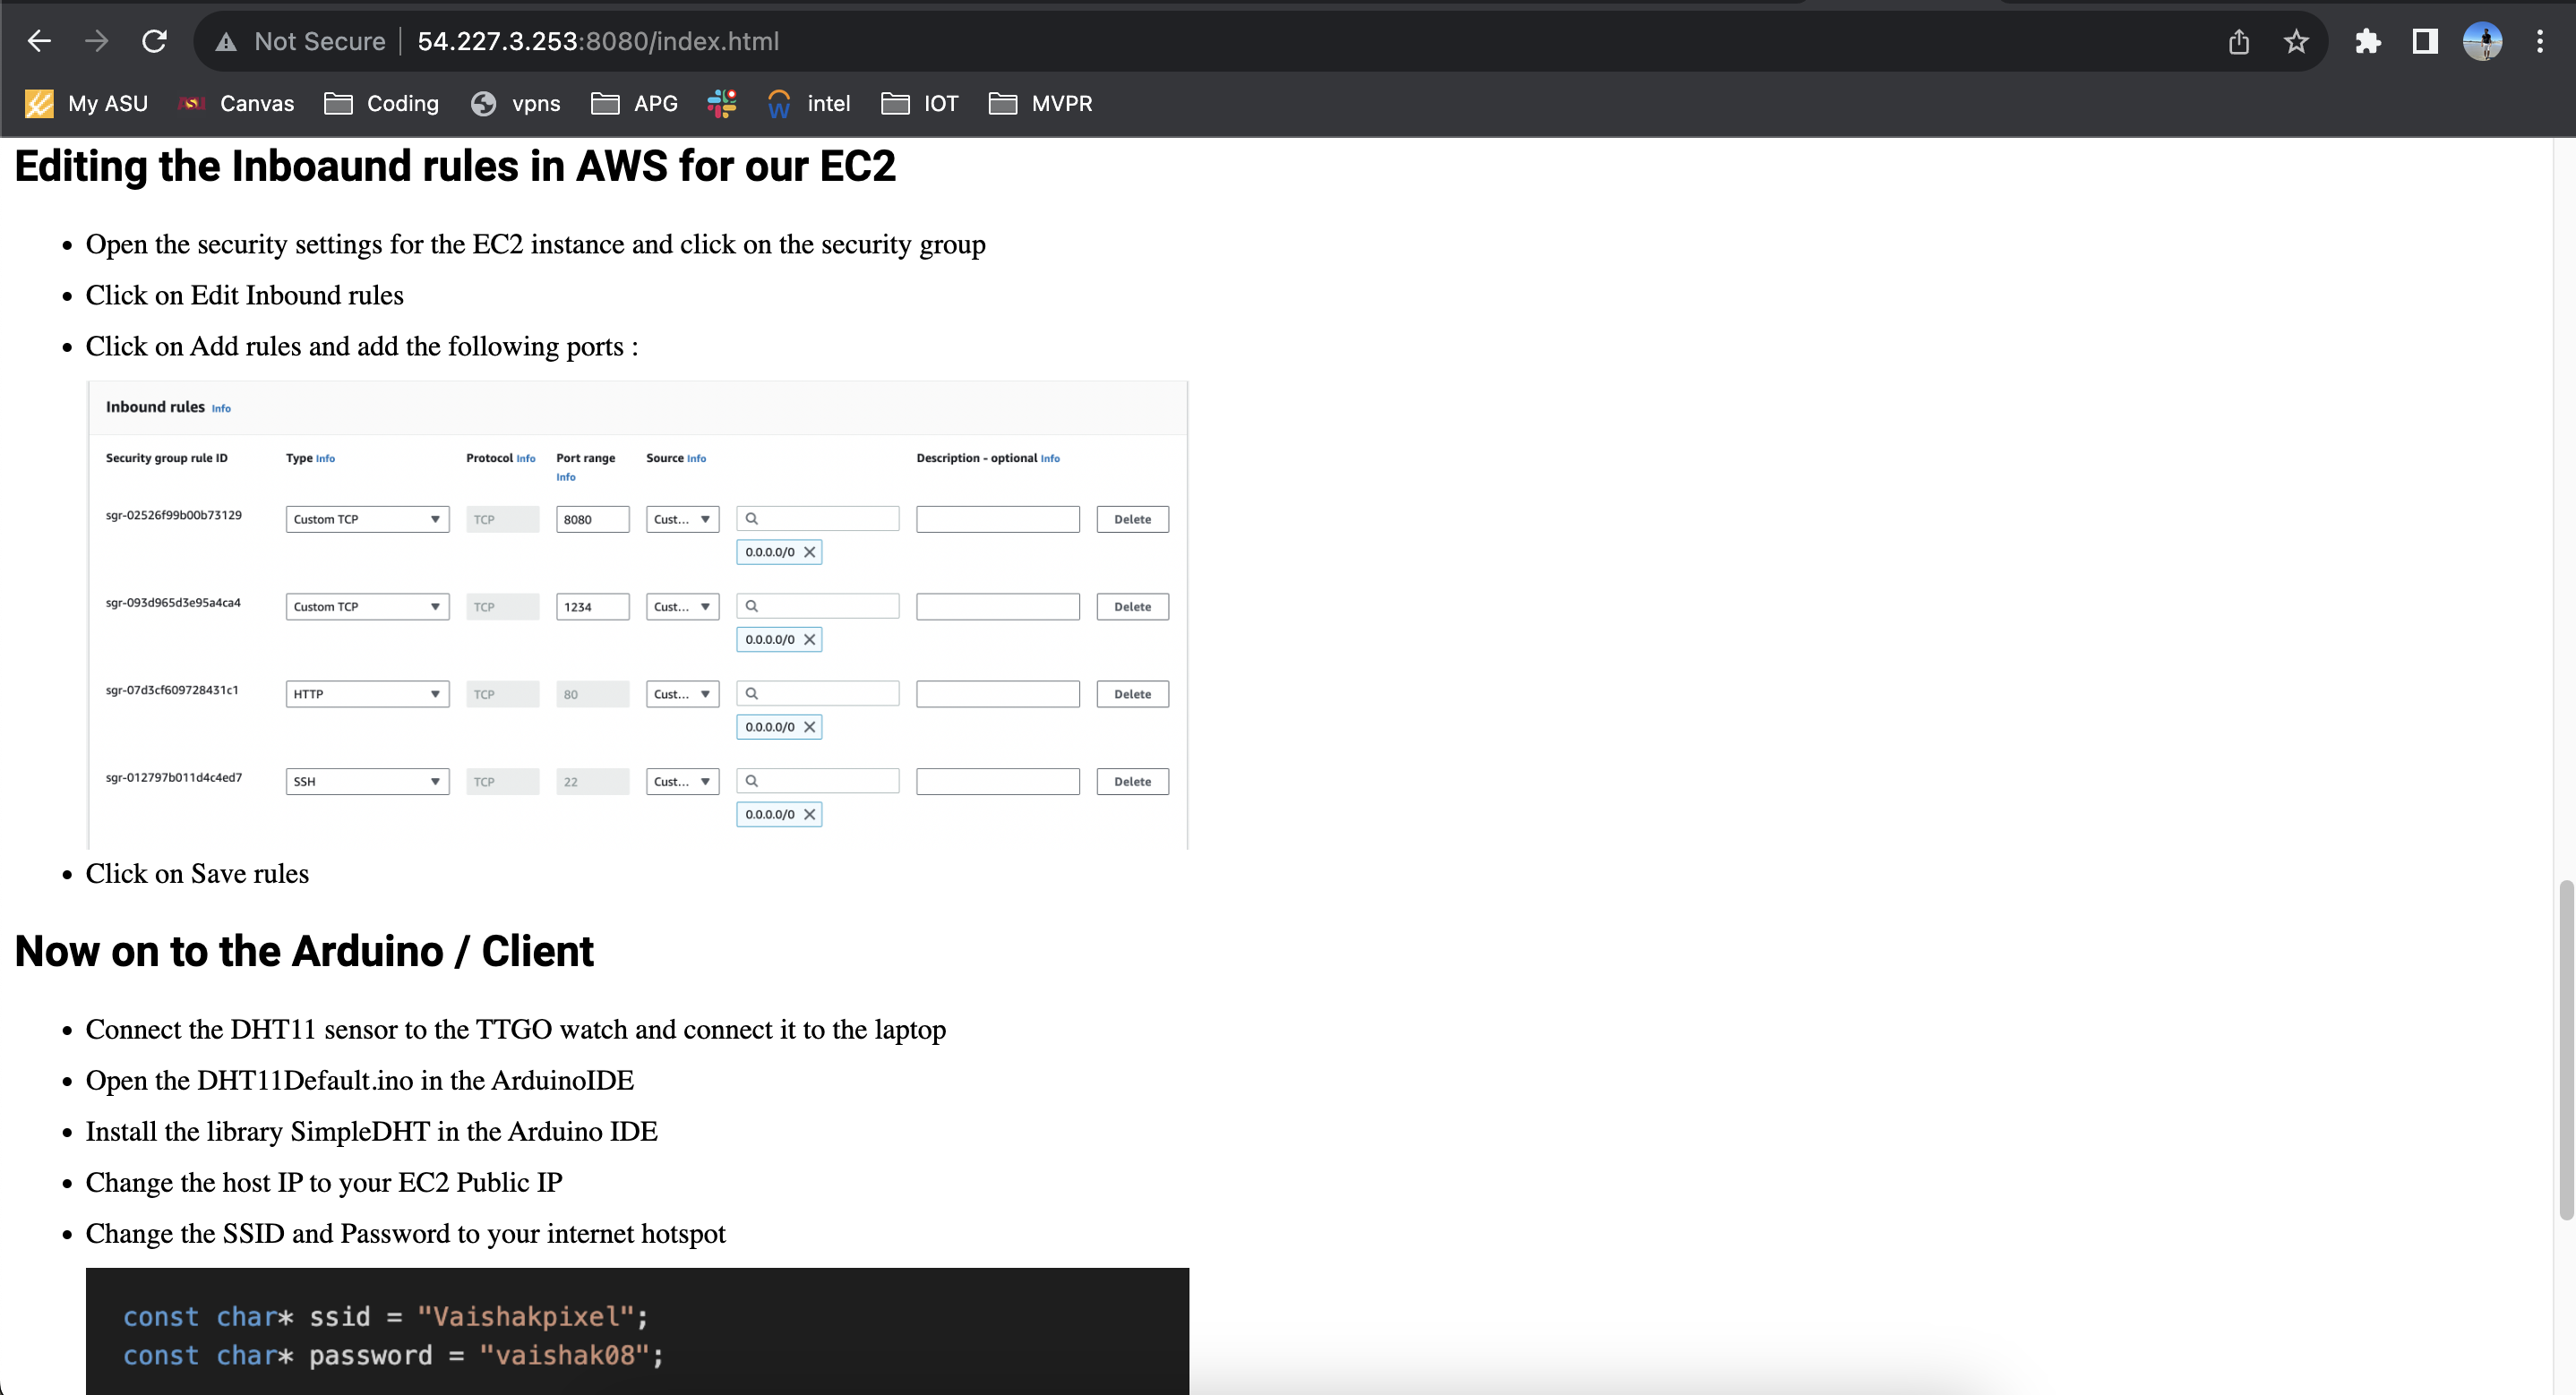 Not Secure 54.227.3.253:8080/index.html
My ASU Canvas Coding vpns APG intel IOT MVPR
Editing the Inboaund rules in AWS for our EC2
Open the security settings for the EC2 instance and click on the security group
Click on Edit Inbound rules
Click on Add rules and add the following ports :
Inbound rules Info
Security group rule ID Type Info Protocol Info Port range Source Info Description - optional Info
Info
sgr-02526f99b00b73129 Custom TCP TCP 8080 Cust... Delete
0.0.0.0/0
sgr-093d965d3e95a4ca4 Custom TCP TCP 1234 Cust... Delete
0.0.0.0/0
sgr-07d3cf609728431c1 HTTP TCP 80 Cust... Delete
0.0.0.0/0
sgr-012797b011d4c4ed7 SSH TCP 22 Cust... Delete
0.0.0.0/0
Click on Save rules
Now on to the Arduino / Client
Connect the DHT11 sensor to the TTGO watch and connect it to the laptop
Open the DHT11Default.ino in the ArduinoIDE
Install the library SimpleDHT in the Arduino IDE
Change the host IP to your EC2 Public IP
Change the SSID and Password to your internet hotspot
const char* ssid = "Vaishakpixel";
const char* password = "vaishak08";